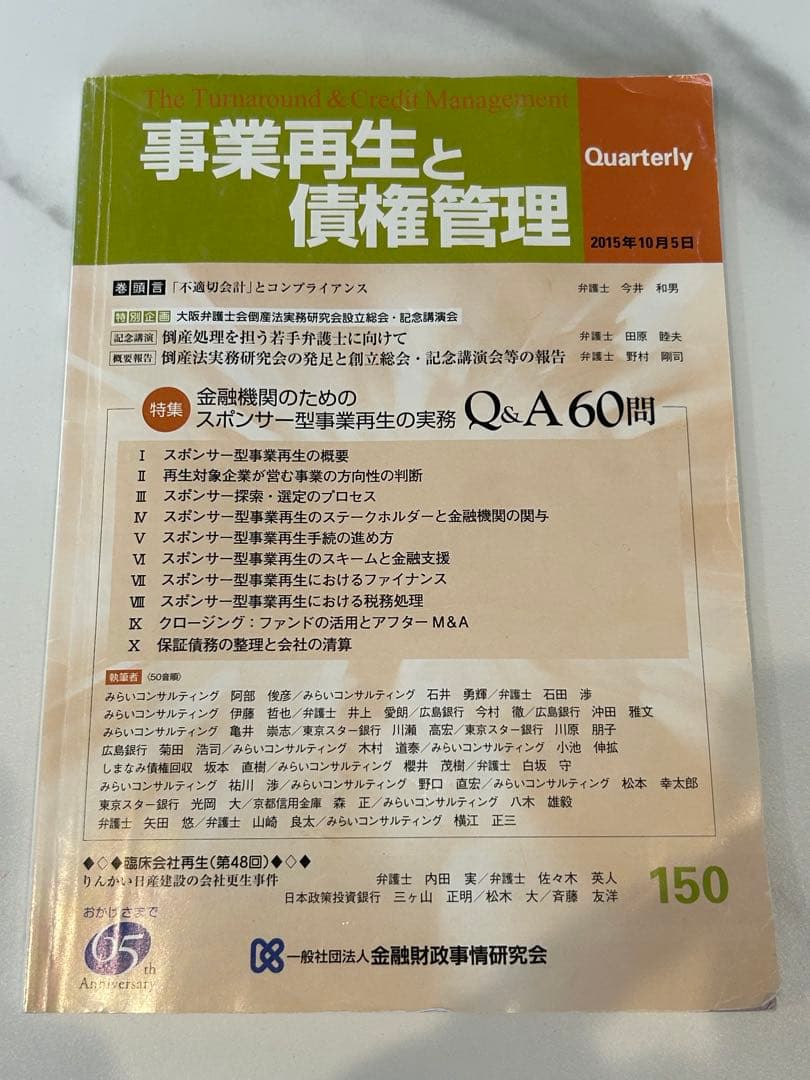 The Turnaround & Credit Management
事業再生と
債権管理
Quarterly
2015年10月5日
巻頭言 「不適切会計」とコンプライアンス 弁護士 今井 和男
特別企画 大阪弁護士会倒産法実務研究会設立総会・記念講演会
記念講演 倒産処理を担う若手弁護士に向けて 弁護士 田原 睦夫
概要報告 倒産法実務研究会の発足と創立総会・記念講演会等の報告 弁護士 野村 剛司
特集 金融機関のための
スポンサー型事業再生の実務 Q&A 60問
Ⅰ スポンサー型事業再生の概要
Ⅱ 再生対象企業が営む事業の方向性の判断
Ⅲ スポンサー探索・選定のプロセス
Ⅳ スポンサー型事業再生のステークホルダーと金融機関の関与
Ⅴ スポンサー型事業再生手続の進め方
Ⅵ スポンサー型事業再生のスキームと金融支援
Ⅶ スポンサー型事業再生におけるファイナンス
Ⅷ スポンサー型事業再生における税務処理
Ⅸ クロージング:ファンドの活用とアフターM&A
Ⅹ 保証債務の整理と会社の清算
執筆者 〈50音順〉
みらいコンサルティング 阿部 俊彦/みらいコンサルティング 石井 勇輝/弁護士 石田 渉
みらいコンサルティング 伊藤 哲也/弁護士 井上 愛朗/広島銀行 今村 徹/広島銀行 沖田 雅文
みらいコンサルティング 亀井 崇志/東京スター銀行 川瀬 高宏/東京スター銀行 川原 朋子
広島銀行 菊田 浩司/みらいコンサルティング 木村 道泰/みらいコンサルティング 小池 伸拡
しまなみ債権回収 坂本 直樹/みらいコンサルティング 櫻井 茂樹/弁護士 白坂 守
みらいコンサルティング 祐川 渉/みらいコンサルティング 野口 直宏/みらいコンサルティング 松本 幸太郎
東京スター銀行 光岡 大/京都信用金庫 森 正/みらいコンサルティング 八木 雄毅
弁護士 矢田 悠/弁護士 山崎 良太/みらいコンサルティング 横江 正三
◆◇◆臨床会社再生(第48回)◆◇◆
りんかい日産建設の会社更生事件 弁護士 内田 実/弁護士 佐々木 英人
日本政策投資銀行 三ヶ山 正明/松木 大/斉藤 友洋
150
おかげさまで
65th
Anniversary
一般社団法人 金融財政事情研究会